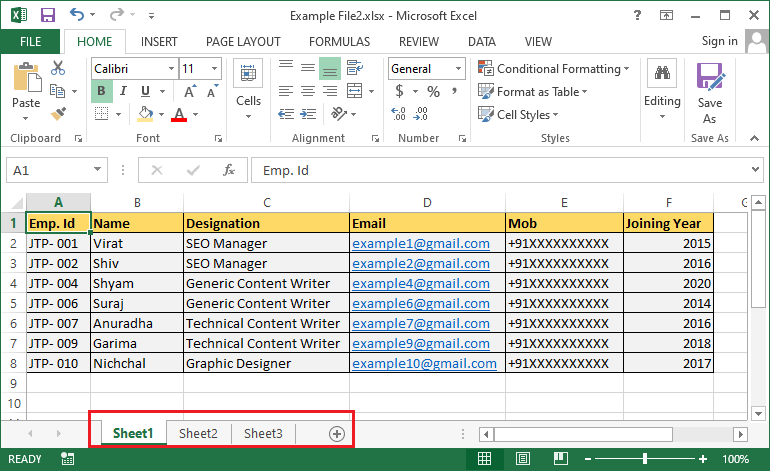 Example File2.xlsx - Microsoft Excel
FILE HOME INSERT PAGE LAYOUT FORMULAS REVIEW DATA VIEW Sign in
Calibri 11 General Conditional Formatting
Paste B I U A A Cells $ % , Format as Table Editing Save As
A .0 .00 .00 .0 Cell Styles
Clipboard Font Alignment Number Styles Save As
A1 fx Emp. Id
A B C D E F G
1 Emp. Id Name Designation Email Mob Joining Year
2 JTP- 001 Virat SEO Manager example1@gmail.com +91XXXXXXXXXX 2015
3 JTP- 002 Shiv SEO Manager example2@gmail.com +91XXXXXXXXXX 2016
4 JTP- 004 Shyam Generic Content Writer example4@gmail.com +91XXXXXXXXXX 2020
5 JTP- 006 Suraj Generic Content Writer example6@gmail.com +91XXXXXXXXXX 2014
6 JTP- 007 Anuradha Technical Content Writer example7@gmail.com +91XXXXXXXXXX 2016
7 JTP- 009 Garima Technical Content Writer example9@gmail.com +91XXXXXXXXXX 2018
8 JTP- 010 Nichchal Graphic Designer example10@gmail.com +91XXXXXXXXXX 2017
9
10
Sheet1 Sheet2 Sheet3
READY 100%